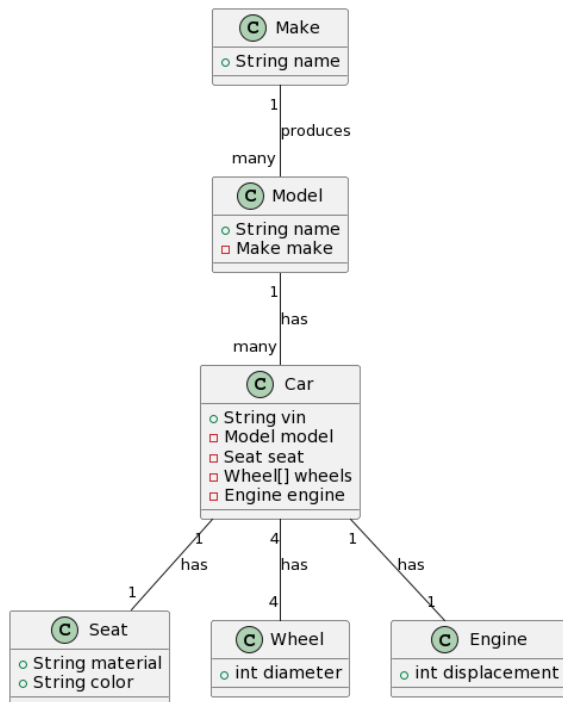 C Make
String name
1
produces
many
C Model
String name
Make make
1
has
many
C Car
String vin
Model model
Seat seat
Wheel[] wheels
Engine engine
1 4 1
has has has
1 4 1
C Seat
String material
String color
C Wheel
int diameter
C Engine
int displacement